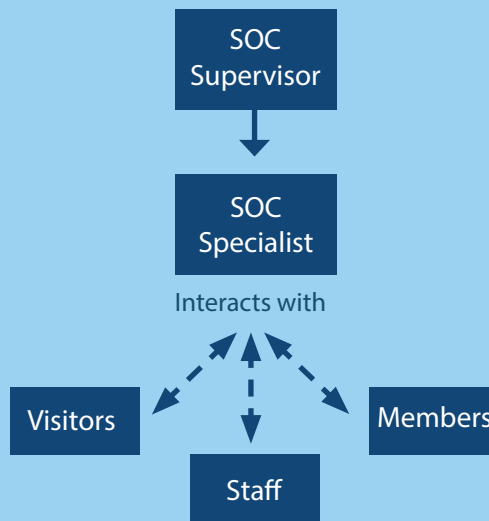 SOC
Supervisor
SOC
Specialist
Interacts with
Visitors
Members
Staff